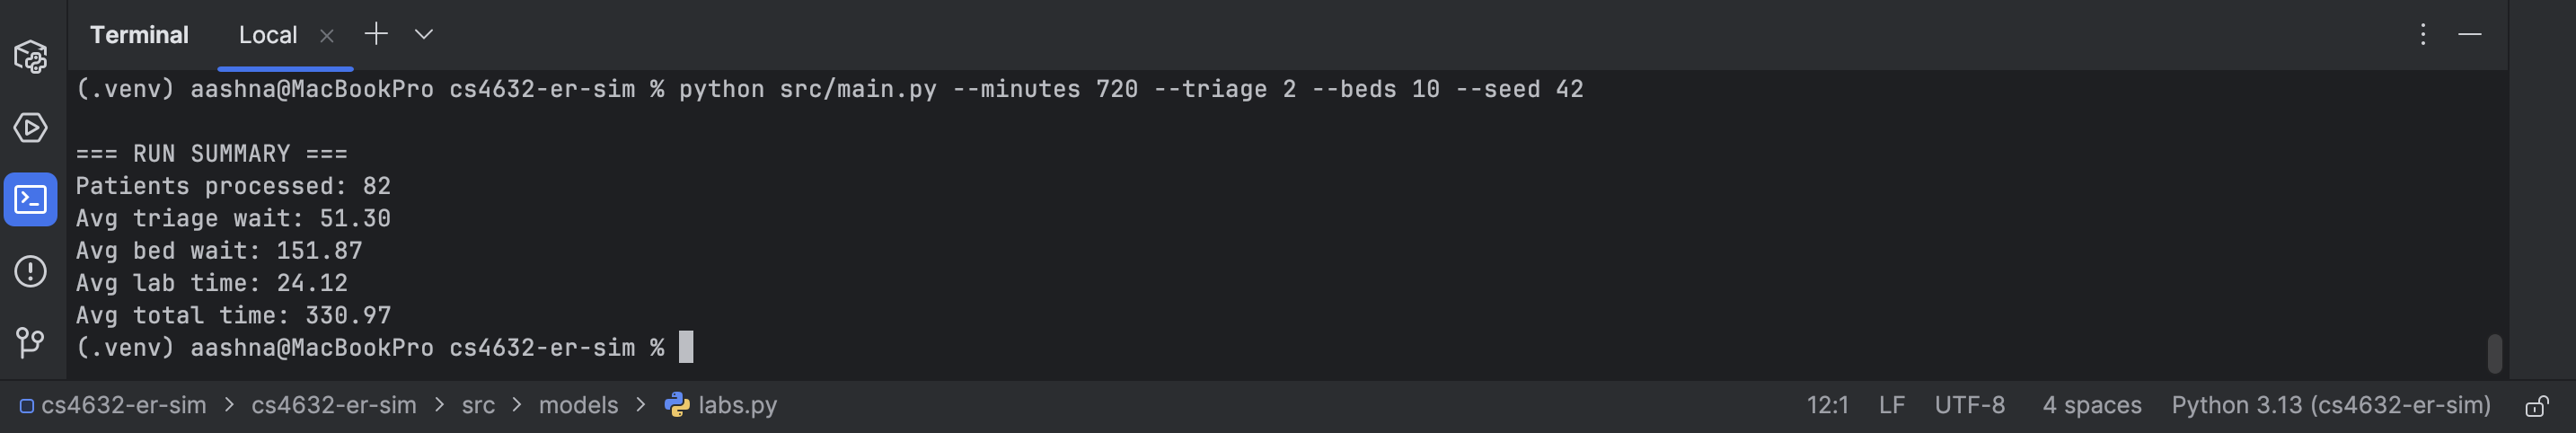 Terminal Local
(.venv) aashna@MacBookPro cs4632-er-sim % python src/main.py --minutes 720 --triage 2 --beds 10 --seed 42
=== RUN SUMMARY ===
Patients processed: 82
Avg triage wait: 51.30
Avg bed wait: 151.87
Avg lab time: 24.12
Avg total time: 330.97
(.venv) aashna@MacBookPro cs4632-er-sim %
cs4632-er-sim > cs4632-er-sim > src > models > labs.py 12:1 LF UTF-8 4 spaces Python 3.13 (cs4632-er-sim)